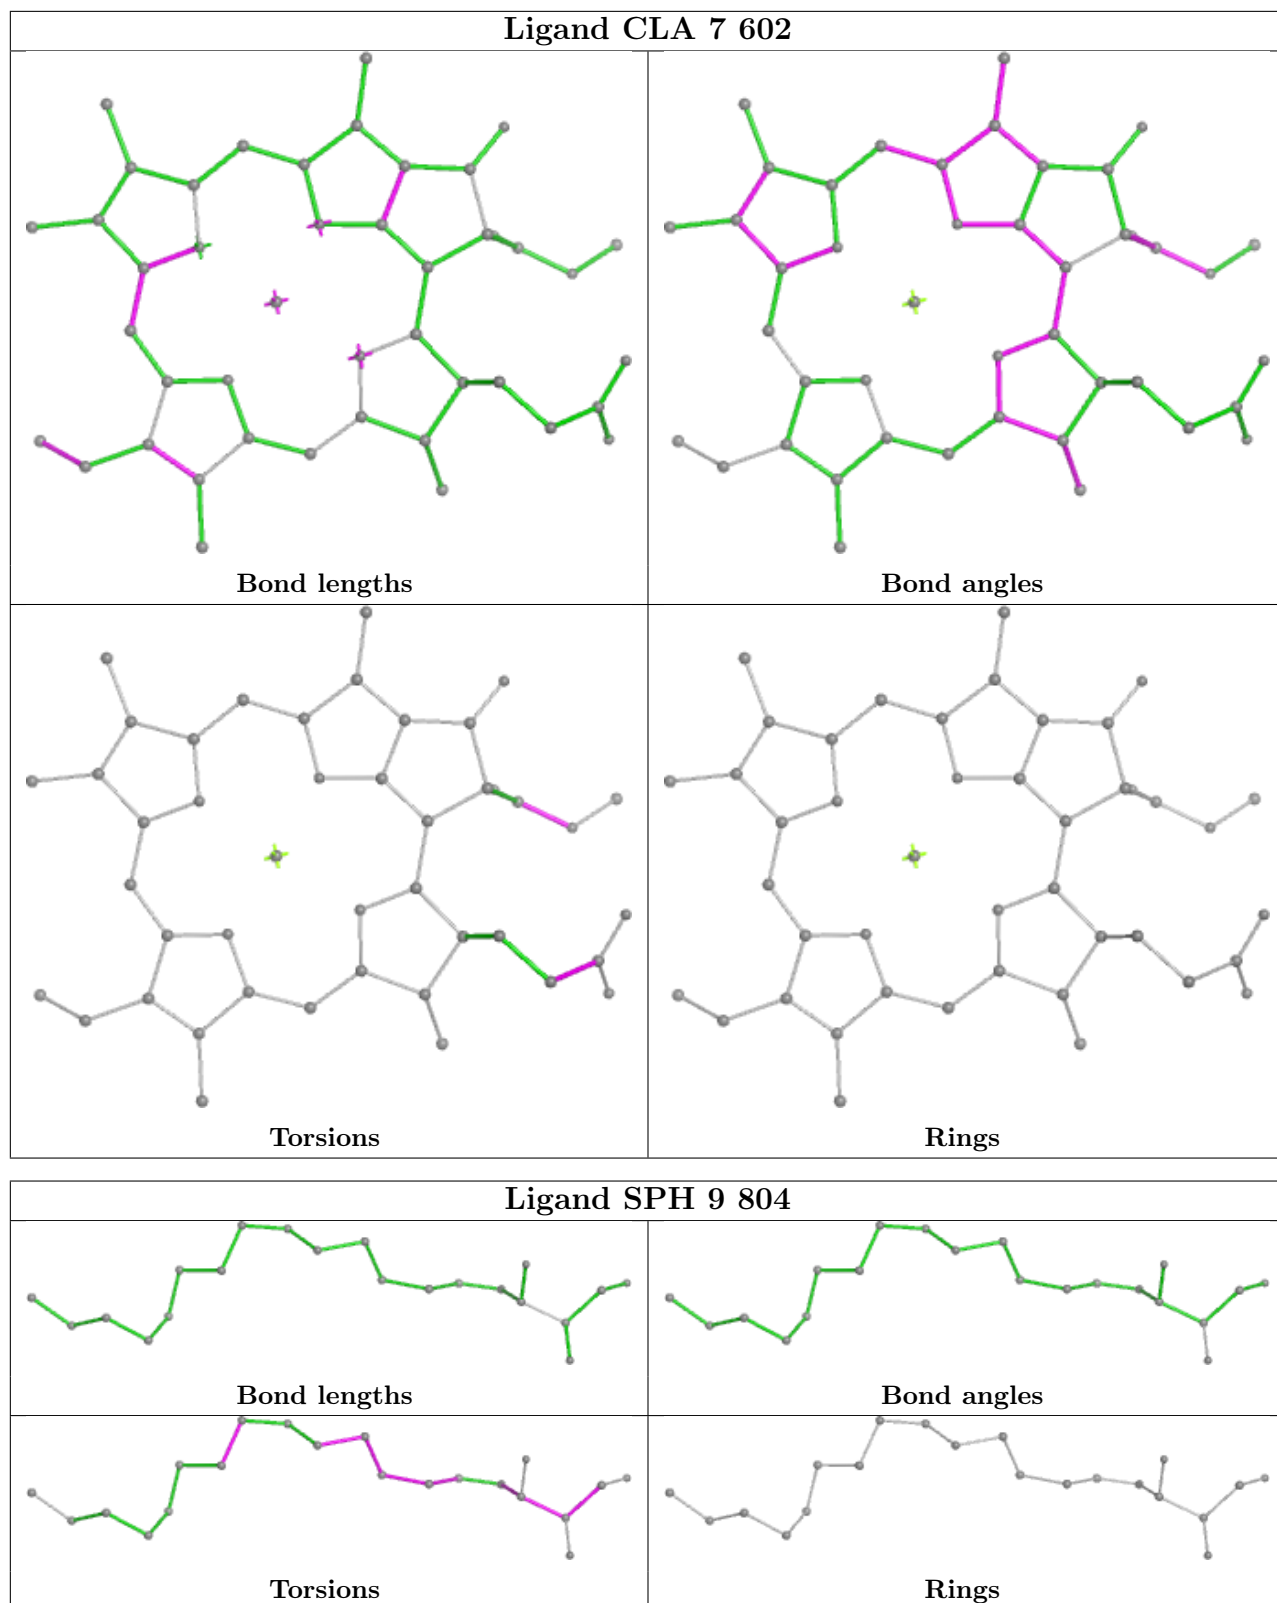 Ligand CLA 7 602
Bond lengths
Bond angles
Torsions
Rings
Ligand SPH 9 804
Bond lengths
Bond angles
Torsions
Rings